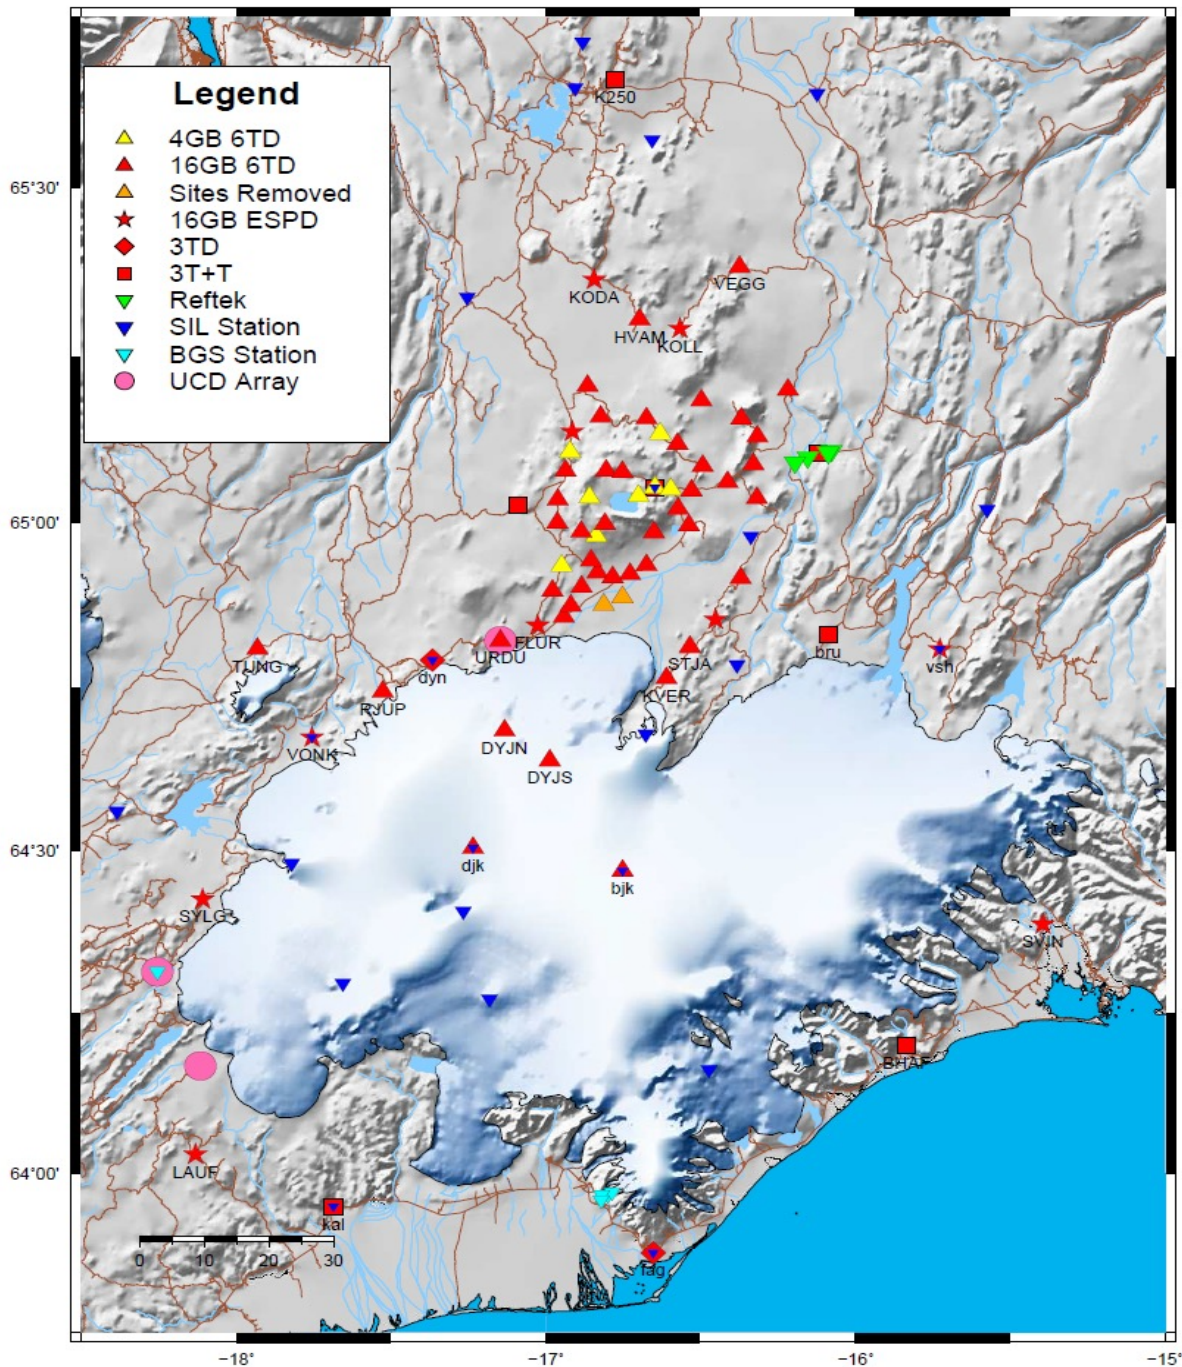 Legend
4GB 6TD
16GB 6TD
Sites Removed
16GB ESPD
3TD
3T+T
Reftek
SIL Station
BGS Station
UCD Array
K250
65°30'
KODA
VEGG
HVAM
KOLL
65°00'
FLUR
URDU
TUNG
dyn
STJA
bru
vsh
RJUP
KVER
VONK
DYJN
DYJS
64°30'
djk
bjk
SYLG
SVIN
BHAF
64°00'
LAUF
kal
fag
0 10 20 30
−18° −17° −16° −15°